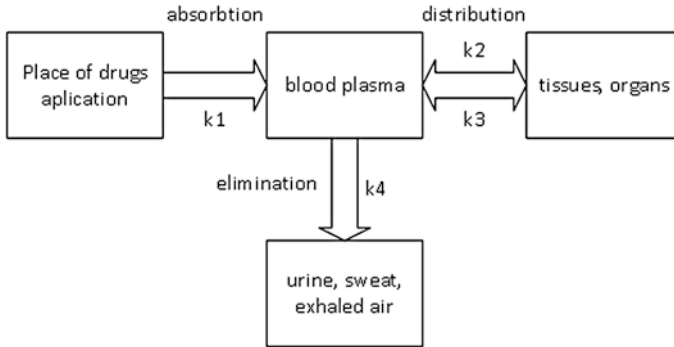 absorbtion
distribution
Place of drugs
aplication
k1
blood plasma
k2
k3
tissues, organs
elimination
k4
urine, sweat,
exhaled air